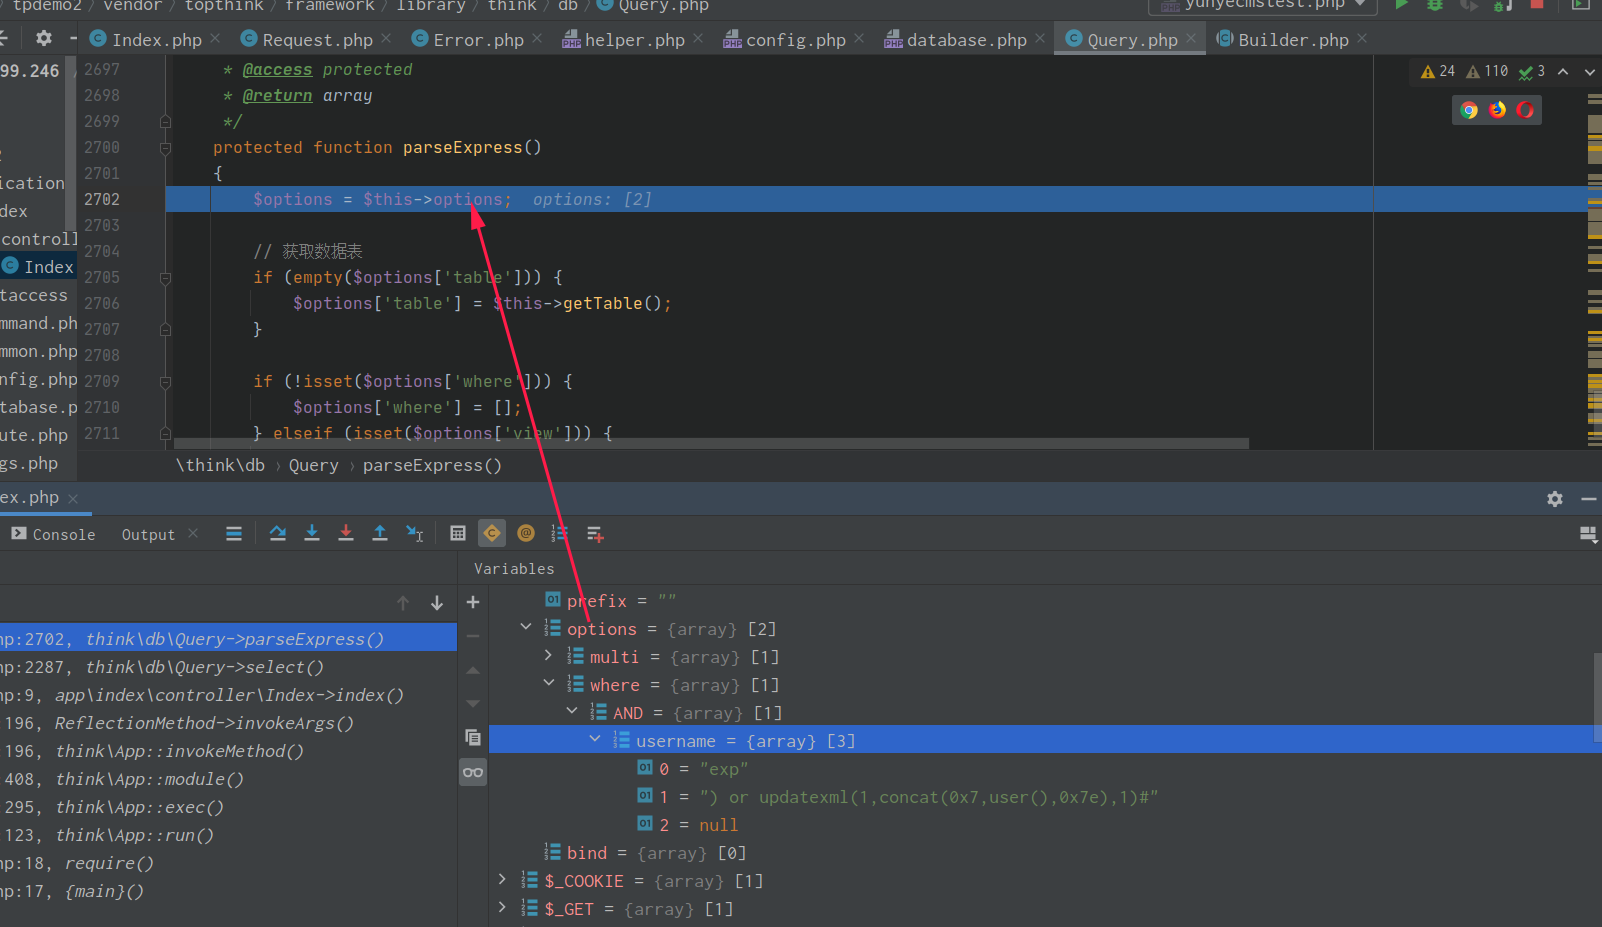 tpdemo2 / vendor / topthink / framework / library / think / db / Query.php
yunyecmstest.php
Index.php
Request.php
Error.php
helper.php
config.php
database.php
Query.php
Builder.php
99.246
ication
dex
controll
Index
taccess
mmand.ph
mmon.php
nfig.php
tabase.p
ute.php
gs.php
24 110 3
2697 * @access protected
2698 * @return array
2699 */
2700 protected function parseExpress()
2701 {
2702 $options = $this->options; options: [2]
2703
2704 // 获取数据表
2705 if (empty($options['table'])) {
2706 $options['table'] = $this->getTable();
2707 }
2708
2709 if (!isset($options['where'])) {
2710 $options['where'] = [];
2711 } elseif (isset($options['view'])) {
\think\db › Query › parseExpress()
ex.php
Console Output
Variables
hp:2702, think\db\Query->parseExpress()
hp:2287, think\db\Query->select()
hp:9, app\index\controller\Index->index()
:196, ReflectionMethod->invokeArgs()
:196, think\App::invokeMethod()
:408, think\App::module()
:295, think\App::exec()
:123, think\App::run()
hp:18, require()
hp:17, {main}()
prefix = ""
options = {array} [2]
multi = {array} [1]
where = {array} [1]
AND = {array} [1]
username = {array} [3]
0 = "exp"
1 = ") or updatexml(1,concat(0x7,user(),0x7e),1)#"
2 = null
bind = {array} [0]
$_COOKIE = {array} [1]
$_GET = {array} [1]